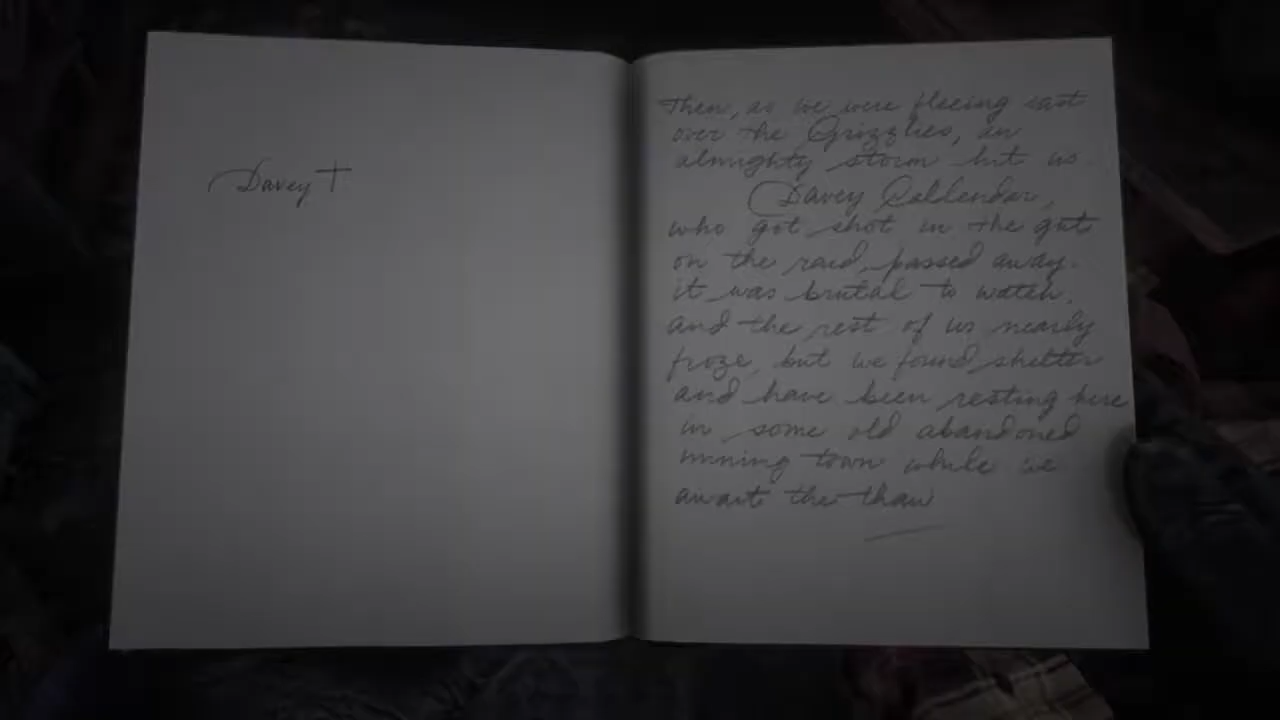 Davey †
Then, as we were fleeing east
over the Grizzlies, an
almighty storm hit us.
Davey Callendar,
who got shot in the gut
on the raid, passed away.
it was brutal to watch,
and the rest of us nearly
froze, but we found shelter
and have been resting here
in some old abandoned
mining town while we
await the thaw